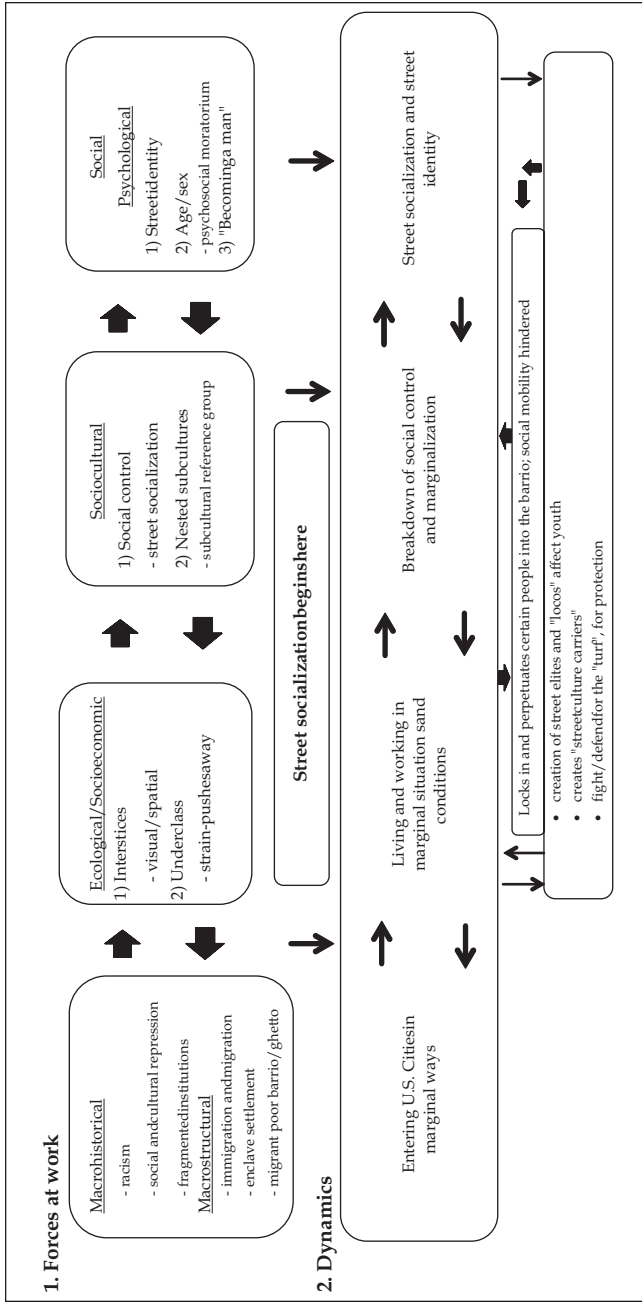 1. Forces at work
Macrohistorical
- racism
- social andcultural repression
- fragmentedinstitutions
Macrostructural
- immigration andmigration
- enclave settlement
- migrant poor barrio/ghetto
Ecological/Socioeconomic
1) Interstices
- visual/spatial
2) Underclass
- strain-pushesaway
Sociocultural
1) Social control
- street socialization
2) Nested subcultures
- subcultural reference group
Social
Psychological
1) Streetidentity
2) Age/sex
- psychosocial moratorium
3) "Becominga man"
Street socializationbeginshere
2. Dynamics
Entering U.S. Citiesin
marginal ways
Living and working in
marginal situation sand
conditions
Breakdown of social control
and marginalization
Street socialization and street
identity
Locks in and perpetuates certain people into the barrio; social mobility hindered
• creation of street elites and "locos" affect youth
• creates "streetculture carriers"
• fight/defendfor the "turf", for protection